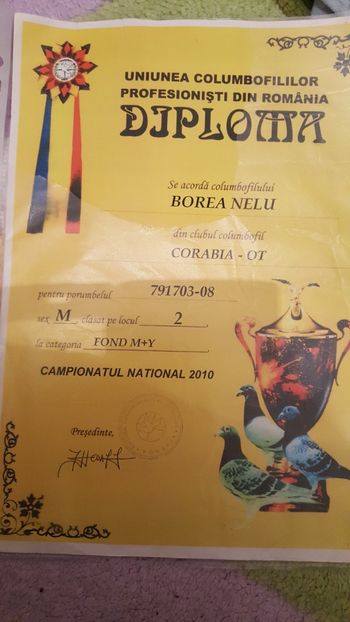 UNIUNEA COLUMBOFILILOR
PROFESIONIȘTI DIN ROMÂNIA
DIPLOMA
Se acordă columbofilului
BOREA NELU
din clubul columbofil
CORABIA - OT
pentru porumbelul 791703-08
sex M clasat pe locul 2
la categoria FOND M+Y
CAMPIONATUL NATIONAL 2010
Președinte,